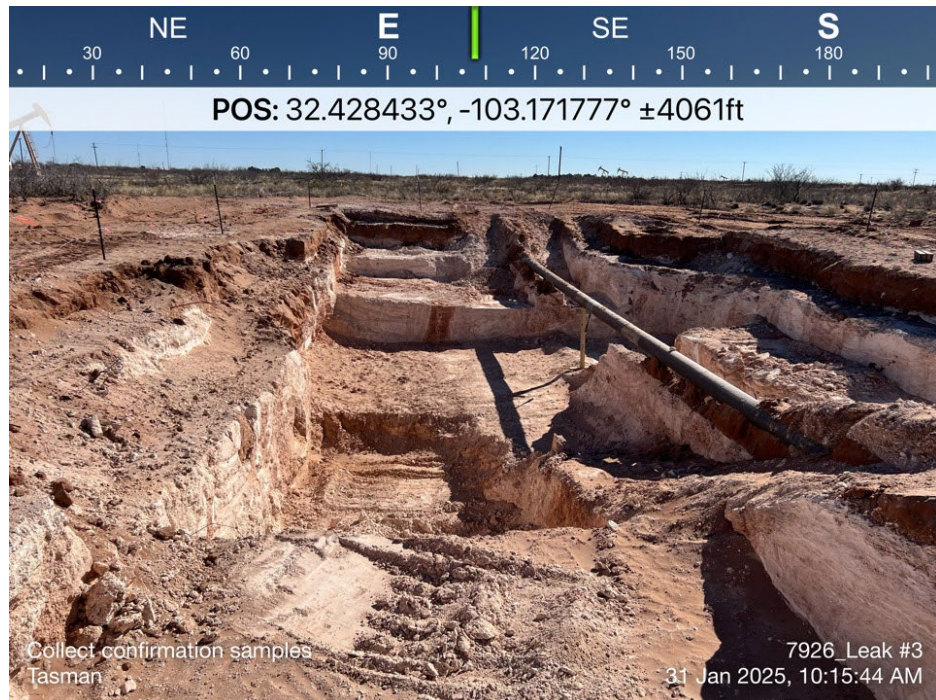 NE E SE S
30 60 90 120 150 180
POS: 32.428433°, -103.171777° ±4061ft
Collect confirmation samples
Tasman
7926_Leak #3
31 Jan 2025, 10:15:44 AM